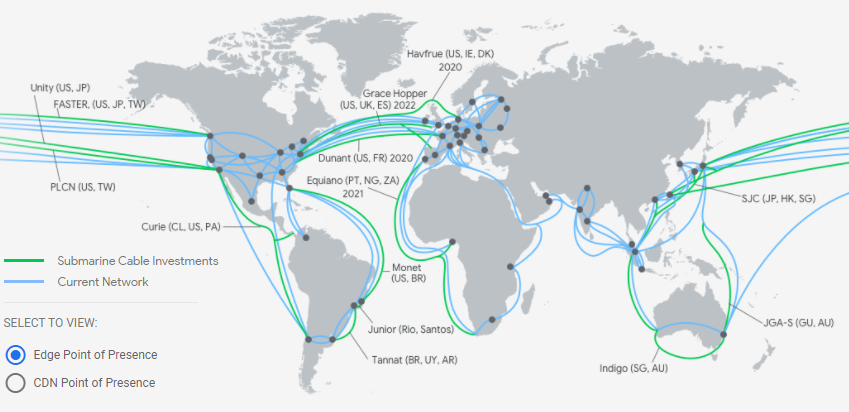 Havfrue (US, IE, DK)
2020
Unity (US, JP)
FASTER, (US, JP, TW)
Grace Hopper
(US, UK, ES) 2022
Dunant (US, FR) 2020
Equiano (PT, NG, ZA)
2021
PLCN (US, TW)
SJC (JP, HK, SG)
Curie (CL, US, PA)
Submarine Cable Investments
Current Network
Monet
(US, BR)
SELECT TO VIEW:
Junior (Rio, Santos)
JGA-S (GU, AU)
Edge Point of Presence
Tannat (BR, UY, AR)
Indigo (SG, AU)
CDN Point of Presence